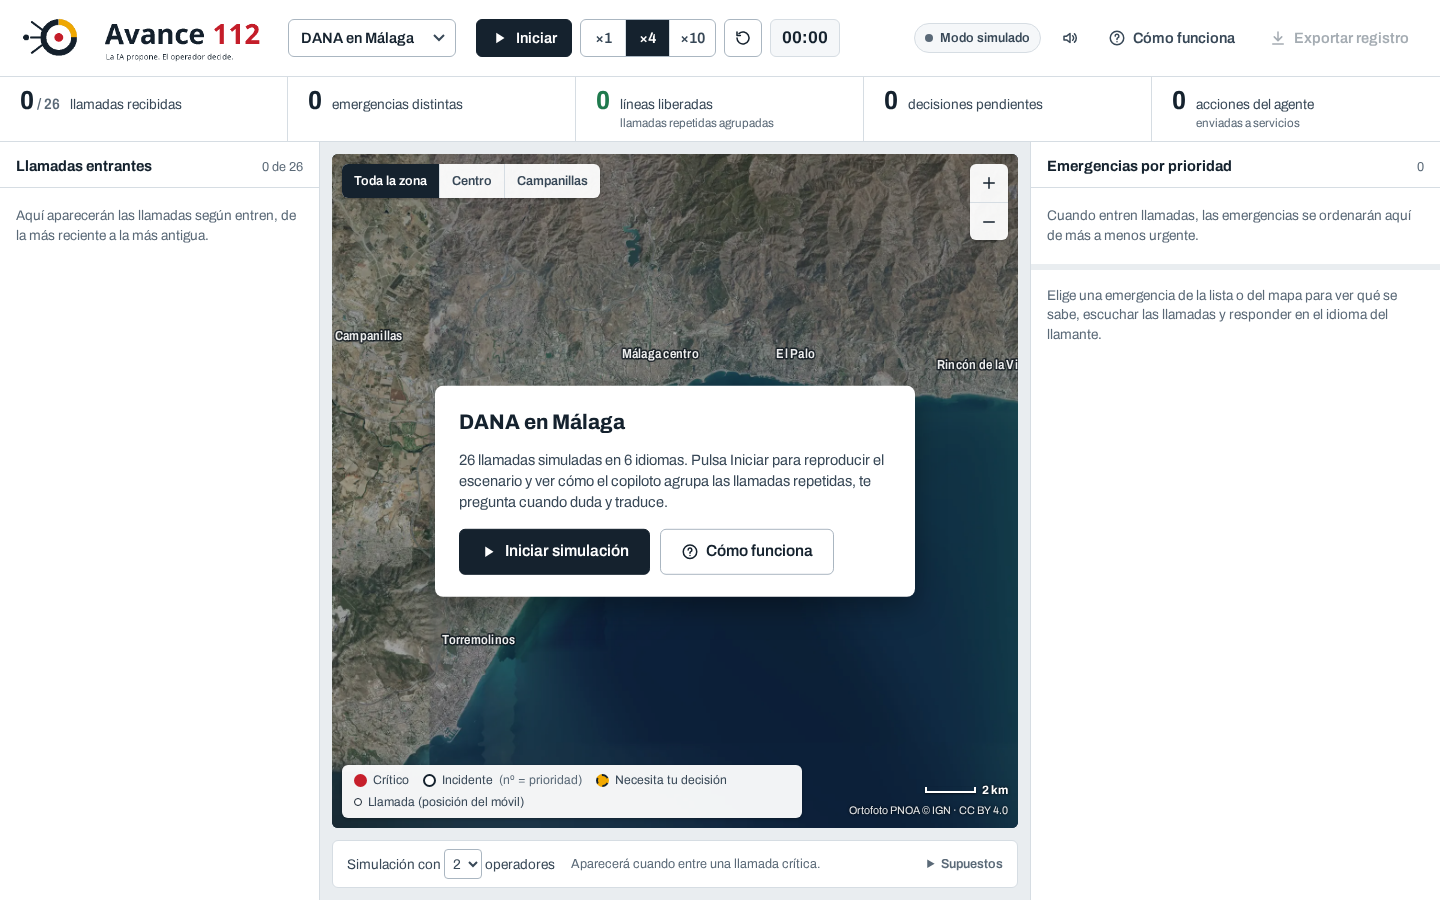 Avance 112
La IA propone. El operador decide.
DANA en Málaga
Iniciar
×1 ×4 ×10
00:00
Modo simulado
Cómo funciona
Exportar registro
0 / 26 llamadas recibidas
0 emergencias distintas
0 líneas liberadas
llamadas repetidas agrupadas
0 decisiones pendientes
0 acciones del agente
enviadas a servicios
Llamadas entrantes
0 de 26
Aquí aparecerán las llamadas según entren, de
la más reciente a la más antigua.
Toda la zona Centro Campanillas
+
−
Campanillas
Málaga centro
El Palo
Rincón de la Vi
DANA en Málaga
26 llamadas simuladas en 6 idiomas. Pulsa Iniciar para reproducir el
escenario y ver cómo el copiloto agrupa las llamadas repetidas, te
pregunta cuando duda y traduce.
Iniciar simulación
Cómo funciona
Torremolinos
Crítico
Incidente (nº = prioridad)
Necesita tu decisión
Llamada (posición del móvil)
2 km
Ortofoto PNOA © IGN · CC BY 4.0
Simulación con 2 operadores
Aparecerá cuando entre una llamada crítica.
Supuestos
Emergencias por prioridad
0
Cuando entren llamadas, las emergencias se ordenarán aquí
de más a menos urgente.
Elige una emergencia de la lista o del mapa para ver qué se
sabe, escuchar las llamadas y responder en el idioma del
llamante.